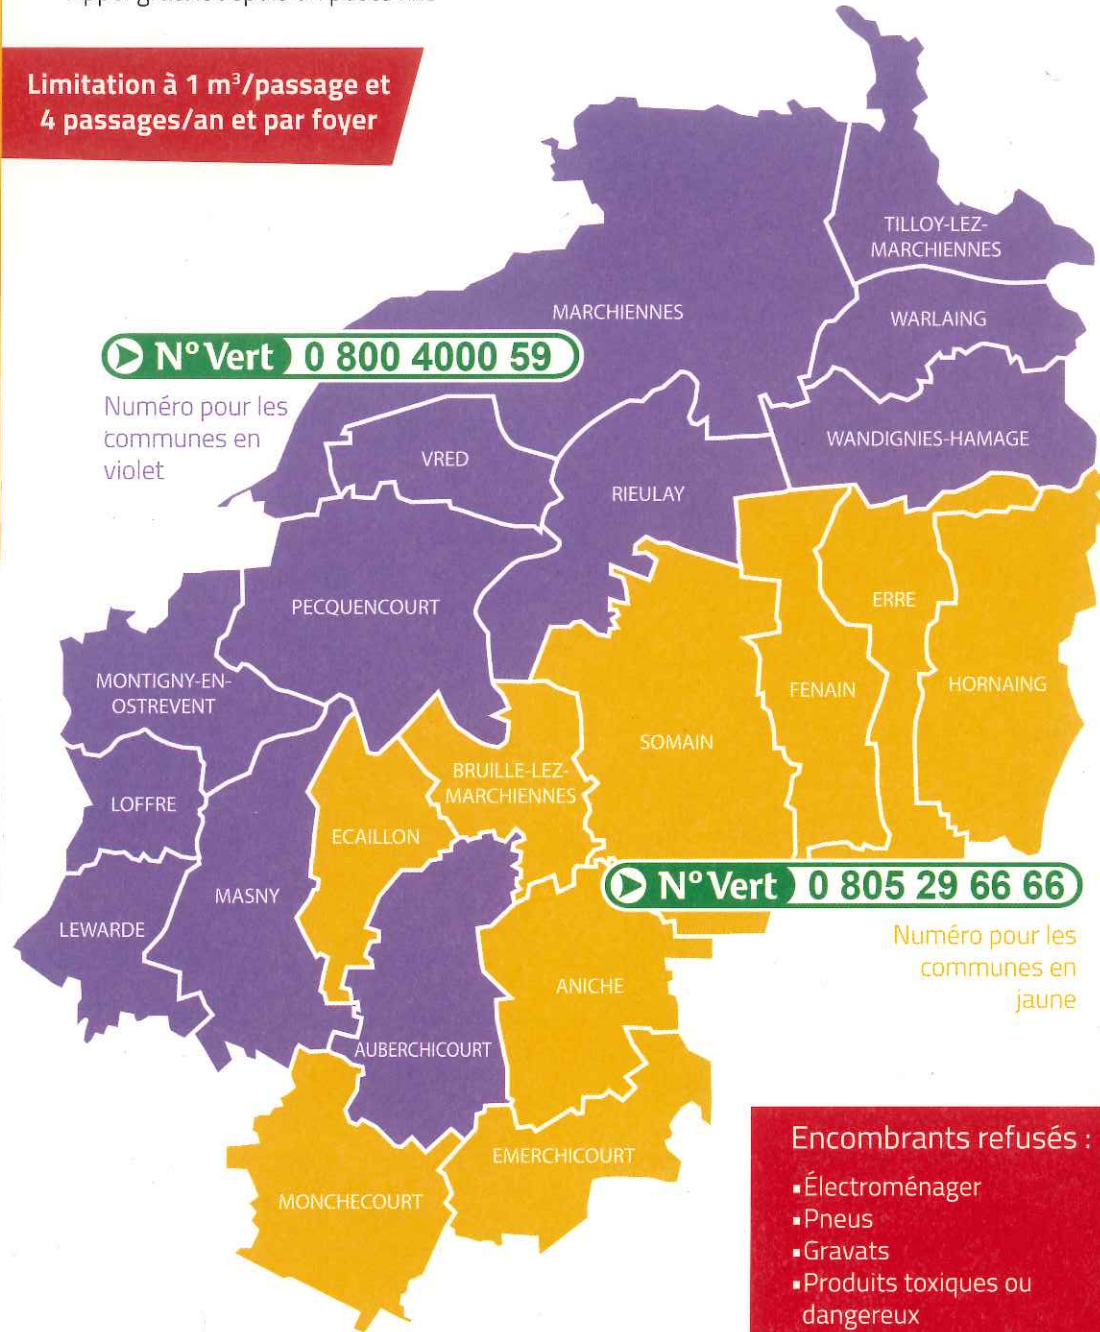 Limitation à 1 m³/passage et
4 passages/an et par foyer
TILLOY-LEZ-
MARCHIENNES
MARCHIENNES
WARLAING
N° Vert 0 800 4000 59
Numéro pour les
communes en
violet
VRED
WANDIGNIES-HAMAGE
RIEULAY
PECQUENCOURT
ERRE
MONTIGNY-EN-
OSTREVENT
FENAIN
HORNAING
SOMAIN
BRUILLE-LEZ-
MARCHIENNES
LOFFRE
ECAILLON
MASNY
N° Vert 0 805 29 66 66
LEWARDE
Numéro pour les
communes en
jaune
ANICHE
AUBERCHICOURT
EMERCHICOURT
MONCHECOURT
Encombrants refusés :
▪Électroménager
▪Pneus
▪Gravats
▪Produits toxiques ou
dangereux